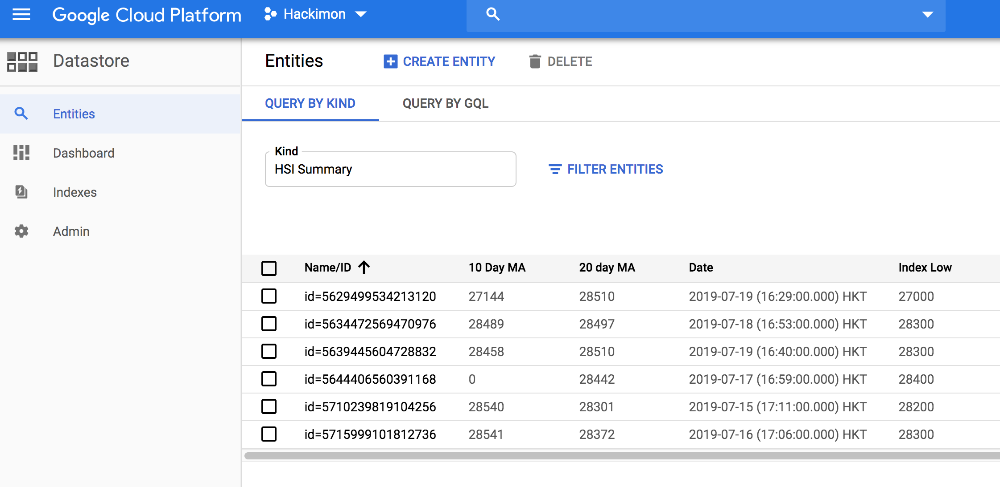 Google Cloud Platform Hackimon
Datastore
Entities CREATE ENTITY DELETE
Entities
Dashboard
Indexes
Admin
QUERY BY KIND QUERY BY GQL
Kind
HSI Summary FILTER ENTITIES
Name/ID 10 Day MA 20 day MA Date Index Low
id=5629499534213120 27144 28510 2019-07-19 (16:29:00.000) HKT 27000
id=5634472569470976 28489 28497 2019-07-18 (16:53:00.000) HKT 28300
id=5639445604728832 28458 28510 2019-07-19 (16:40:00.000) HKT 28300
id=5644406560391168 0 28442 2019-07-17 (16:59:00.000) HKT 28400
id=5710239819104256 28540 28301 2019-07-15 (17:11:00.000) HKT 28200
id=5715999101812736 28541 28372 2019-07-16 (17:06:00.000) HKT 28300